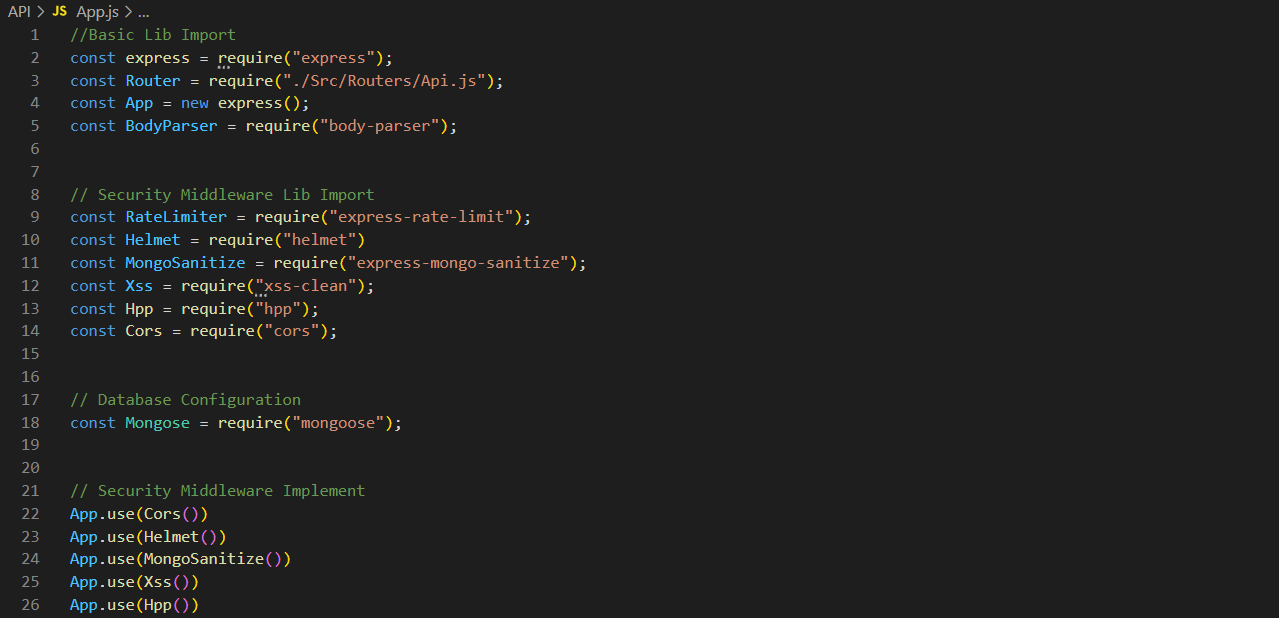 API > JS App.js > ...
1 //Basic Lib Import
2 const express = require("express");
3 const Router = require("./Src/Routers/Api.js");
4 const App = new express();
5 const BodyParser = require("body-parser");
6
7
8 // Security Middleware Lib Import
9 const RateLimiter = require("express-rate-limit");
10 const Helmet = require("helmet")
11 const MongoSanitize = require("express-mongo-sanitize");
12 const Xss = require("xss-clean");
13 const Hpp = require("hpp");
14 const Cors = require("cors");
15
16
17 // Database Configuration
18 const Mongose = require("mongoose");
19
20
21 // Security Middleware Implement
22 App.use(Cors())
23 App.use(Helmet())
24 App.use(MongoSanitize())
25 App.use(Xss())
26 App.use(Hpp())